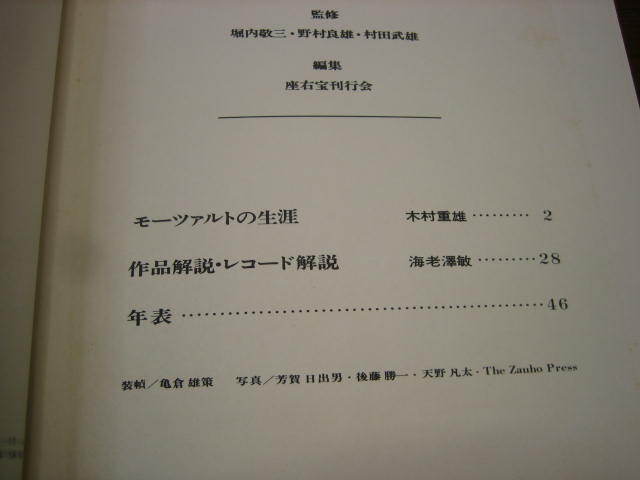 監修
堀内敬三・野村良雄・村田武雄
編集
座右宝刊行会
モーツァルトの生涯 木村重雄 ……… 2
作品解説・レコード解説 海老澤敏 ……… 28
年表 ………………………………………… 46
装幀／亀倉雄策 写真／芳賀日出男・後藤勝一・天野凡太・The Zauho Press